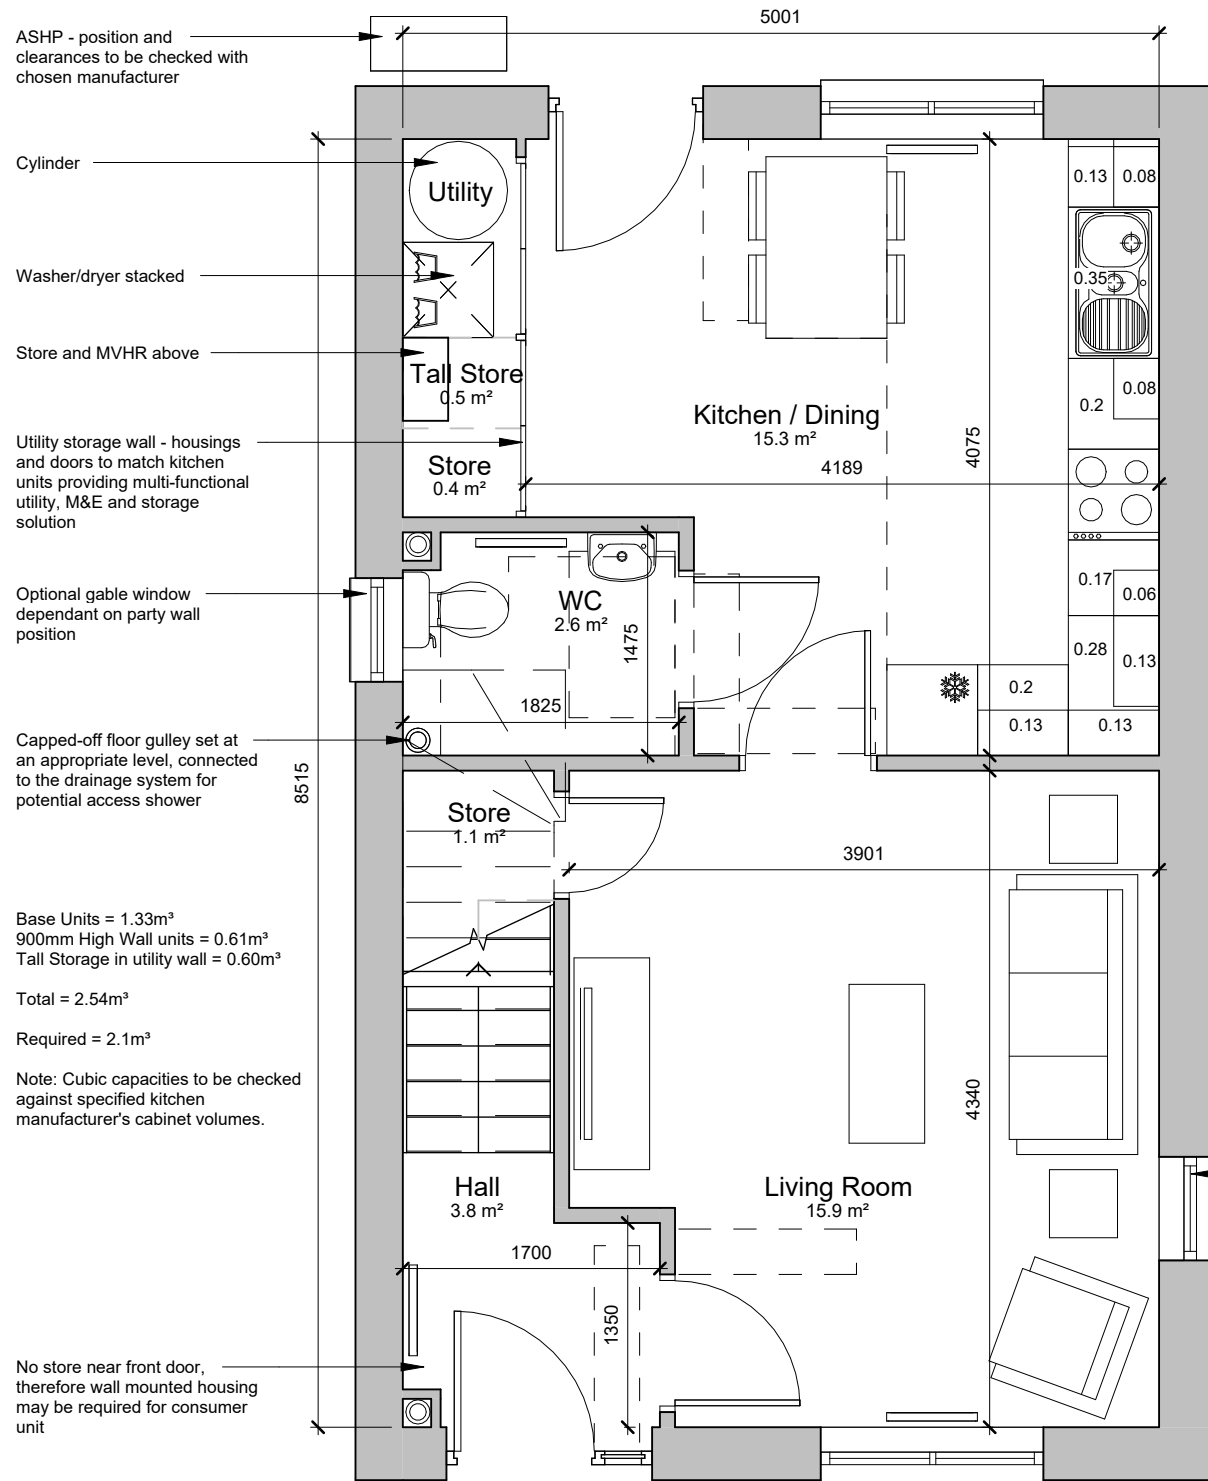 ASHP - position and
clearances to be checked with
chosen manufacturer
5001
Cylinder
Utility
0.13
0.08
Washer/dryer stacked
0.35
Store and MVHR above
Tall Store
0.5 m²
0.2
0.08
Kitchen / Dining
15.3 m²
4075
Utility storage wall - housings
and doors to match kitchen
units providing multi-functional
utility, M&E and storage
solution
Store
0.4 m²
4189
Optional gable window
dependant on party wall
position
WC
2.6 m²
1475
0.17
0.06
0.28
0.13
1825
0.2
0.13
0.13
Capped-off floor gulley set at
an appropriate level, connected
to the drainage system for
potential access shower
8515
Store
1.1 m²
3901
Base Units = 1.33m³
900mm High Wall units = 0.61m³
Tall Storage in utility wall = 0.60m³
Total = 2.54m³
Required = 2.1m³
Note: Cubic capacities to be checked
against specified kitchen
manufacturer's cabinet volumes.
4340
Hall
3.8 m²
Living Room
15.9 m²
1700
1350
No store near front door,
therefore wall mounted housing
may be required for consumer
unit